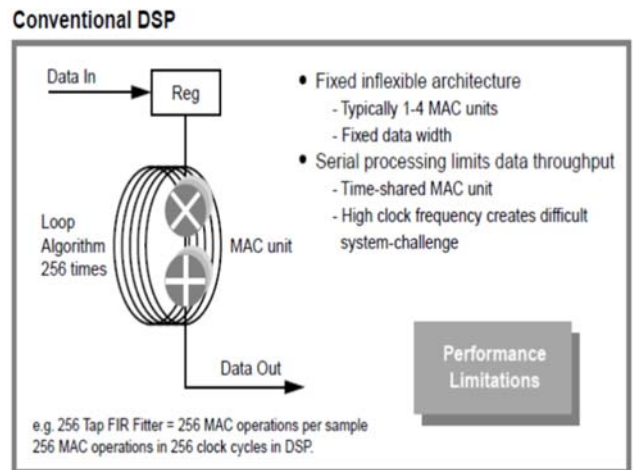 Conventional DSP
Data In
Reg
Loop
Algorithm
256 times
MAC unit
Data Out
e.g. 256 Tap FIR Fitter = 256 MAC operations per sample
256 MAC operations in 256 clock cycles in DSP.
• Fixed inflexible architecture
- Typically 1-4 MAC units
- Fixed data width
• Serial processing limits data throughput
- Time-shared MAC unit
- High clock frequency creates difficult
system-challenge
Performance
Limitations